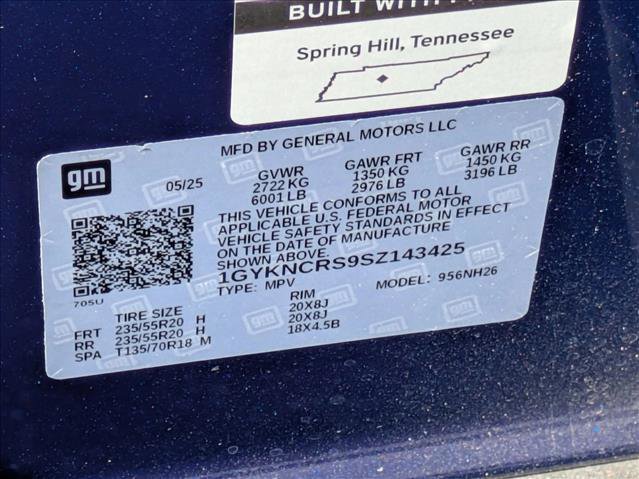 BUILT WITH
Spring Hill, Tennessee
MFD BY GENERAL MOTORS LLC
gm
05/25
GVWR
2722 KG
6001 LB
GAWR FRT
1350 KG
2976 LB
GAWR RR
1450 KG
3196 LB
THIS VEHICLE CONFORMS TO ALL
APPLICABLE U.S. FEDERAL MOTOR
VEHICLE SAFETY STANDARDS IN EFFECT
ON THE DATE OF MANUFACTURE
SHOWN ABOVE.
1GYKNCRS9SZ143425
TYPE: MPV
MODEL: 956NH26
705U
TIRE SIZE RIM
FRT 235/55R20 H 20X8J
RR 235/55R20 H 20X8J
SPA T135/70R18 M 18X4.5B